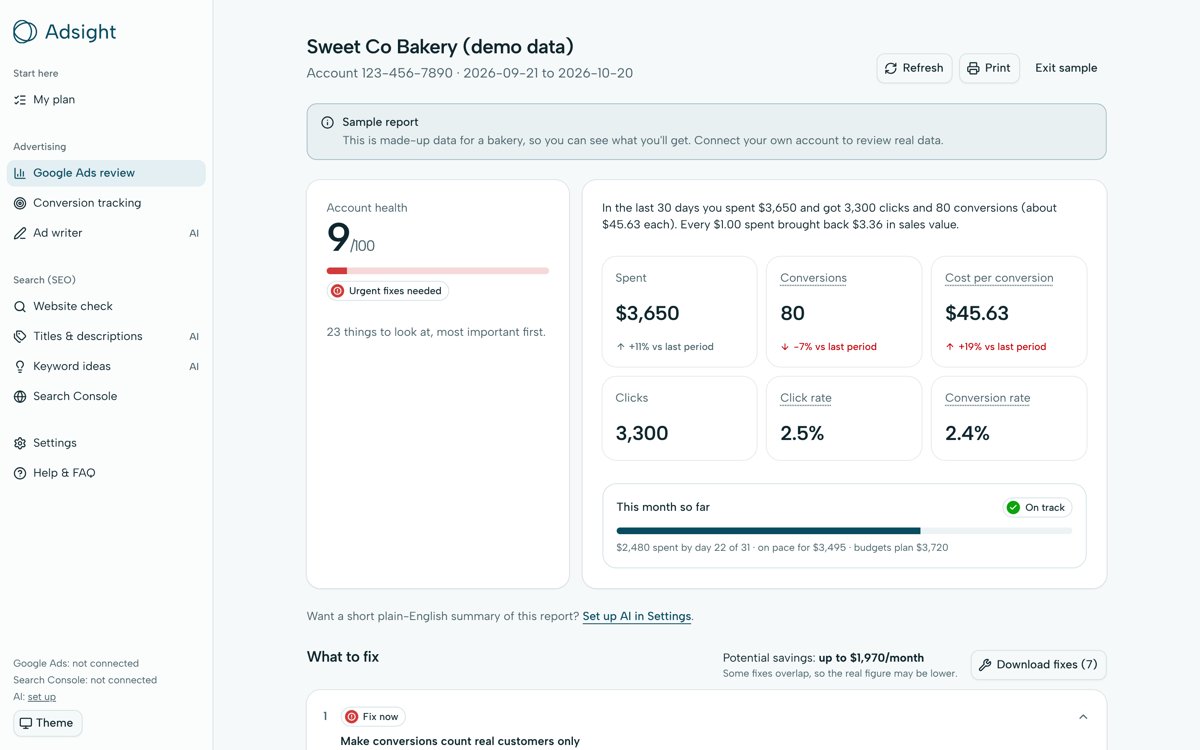 Adsight
Start here
My plan
Advertising
Google Ads review
Conversion tracking
Ad writer AI
Search (SEO)
Website check
Titles & descriptions AI
Keyword ideas AI
Search Console
Settings
Help & FAQ
Google Ads: not connected
Search Console: not connected
AI: set up
Theme
Sweet Co Bakery (demo data)
Account 123-456-7890 · 2026-09-21 to 2026-10-20
Refresh
Print
Exit sample
Sample report
This is made-up data for a bakery, so you can see what you'll get. Connect your own account to review real data.
Account health
9/100
Urgent fixes needed
23 things to look at, most important first.
In the last 30 days you spent $3,650 and got 3,300 clicks and 80 conversions (about
$45.63 each). Every $1.00 spent brought back $3.36 in sales value.
Spent
$3,650
↑ +11% vs last period
Conversions
80
↓ -7% vs last period
Cost per conversion
$45.63
↑ +19% vs last period
Clicks
3,300
Click rate
2.5%
Conversion rate
2.4%
This month so far
On track
$2,480 spent by day 22 of 31 · on pace for $3,495 · budgets plan $3,720
Want a short plain-English summary of this report? Set up AI in Settings.
What to fix
Potential savings: up to $1,970/month
Some fixes overlap, so the real figure may be lower.
Download fixes (7)
1 Fix now
Make conversions count real customers only